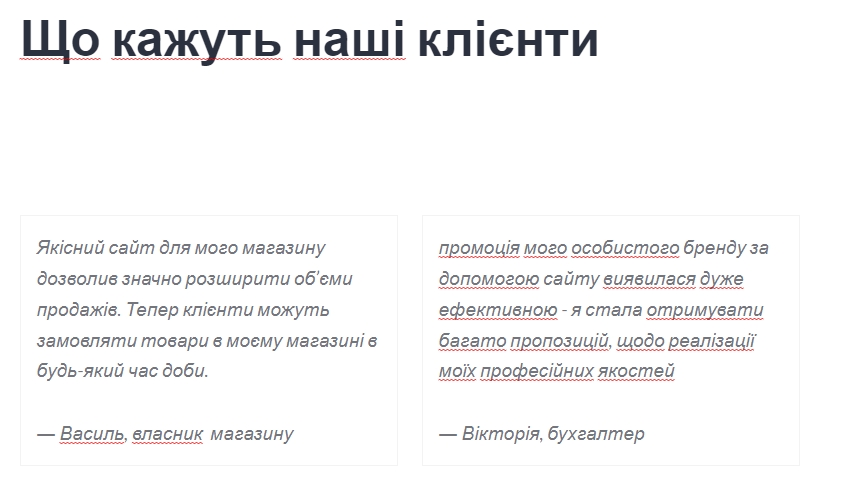 Що кажуть наші клієнти
Якісний сайт для мого магазину
дозволив значно розширити об'єми
продажів. Тепер клієнти можуть
замовляти товари в моєму магазині в
будь-який час доби.
— Василь, власник  магазину
промоція мого особистого бренду за
допомогою сайту виявилася дуже
ефективною - я стала отримувати
багато пропозицій, щодо реалізації
моїх професійних якостей
— Вікторія, бухгалтер